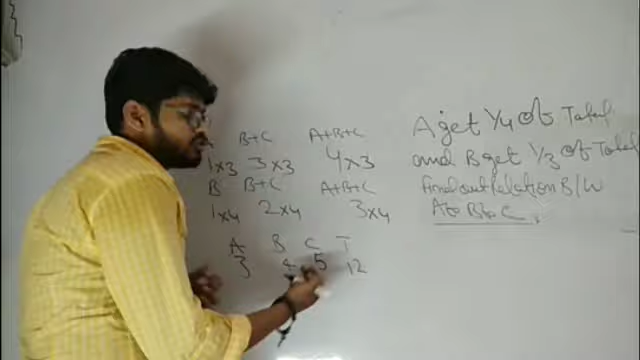 A B+C A+B+C
1x3 3x3 4x3
B B+C A+B+C
1x4 2x4 3x4
A B C T
3 4 5 12
A get 1/4 of Total
and B get 1/3 of Total
find out Relation B/W
A to B to C.